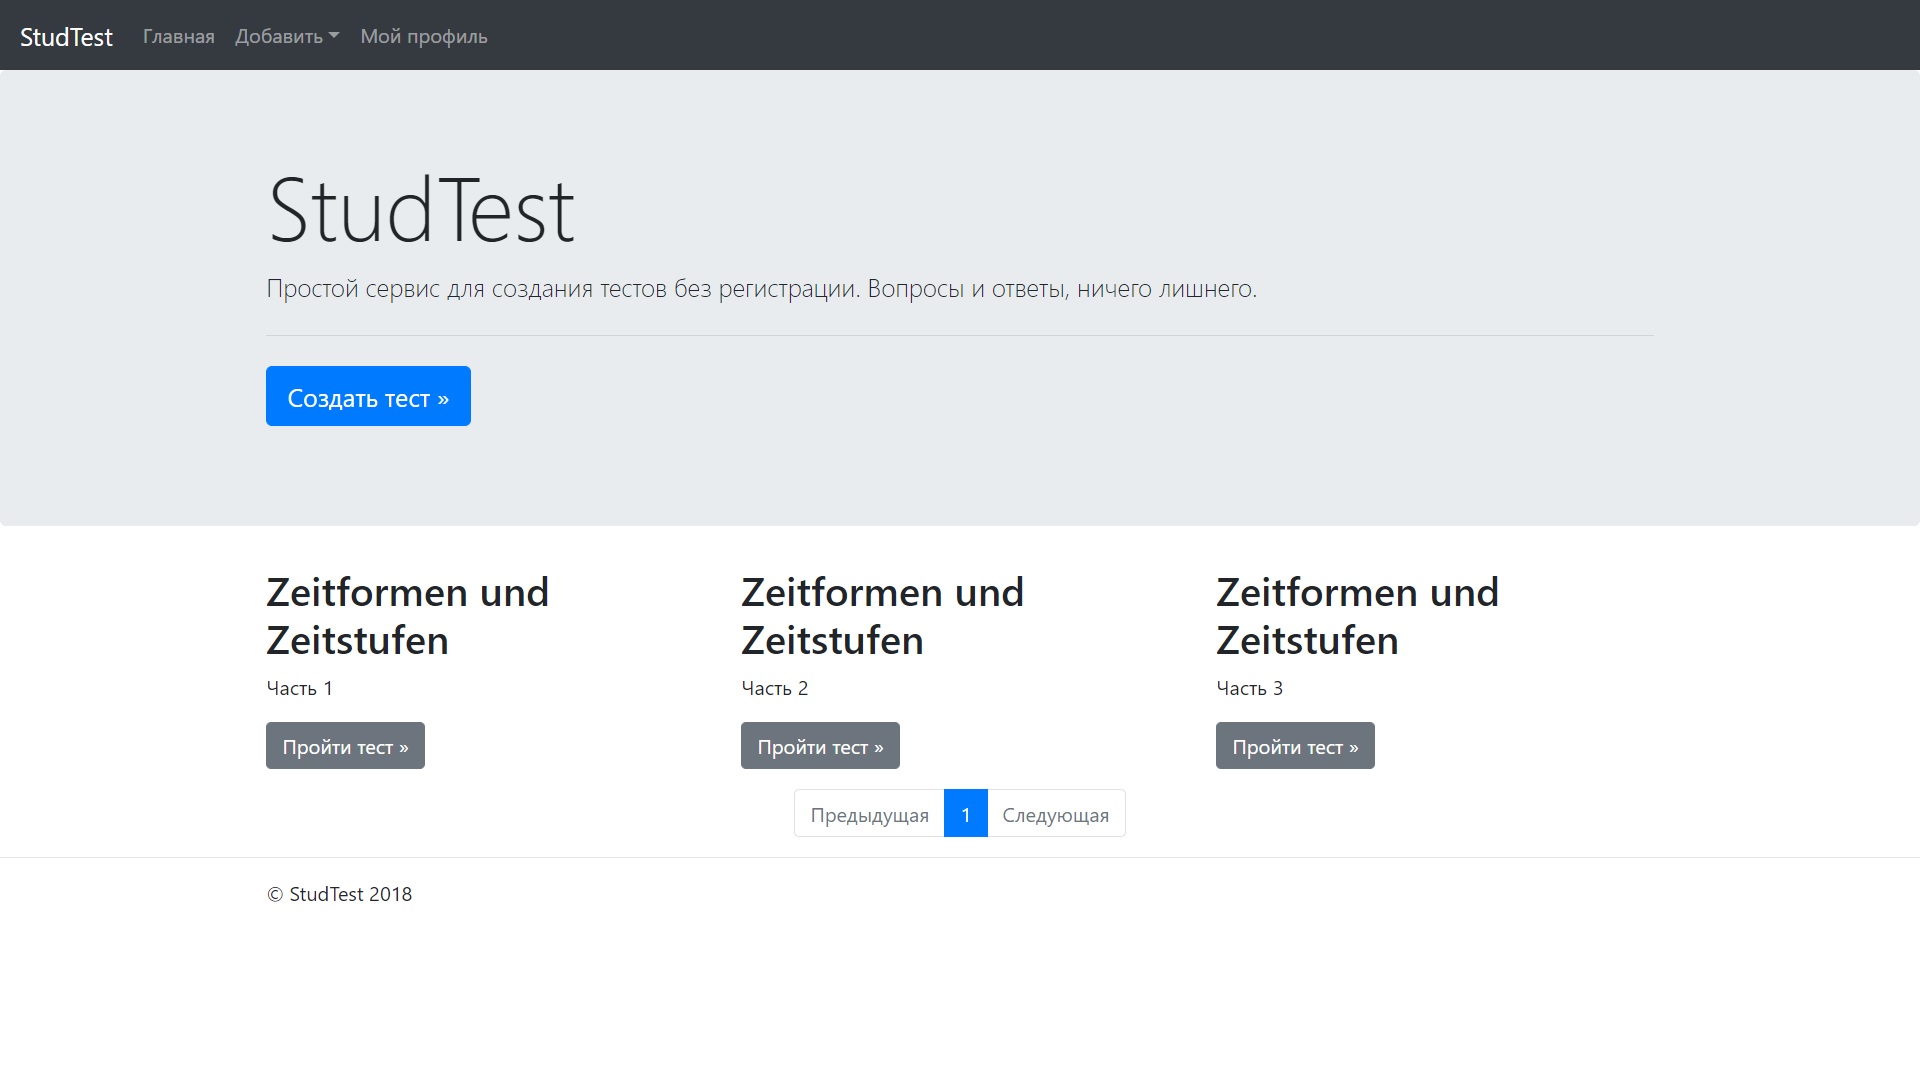 StudTest Главная Добавить Мой профиль
StudTest
Простой сервис для создания тестов без регистрации. Вопросы и ответы, ничего лишнего.
Создать тест »
Zeitformen und
Zeitstufen
Часть 1
Пройти тест »
Zeitformen und
Zeitstufen
Часть 2
Пройти тест »
Zeitformen und
Zeitstufen
Часть 3
Пройти тест »
Предыдущая 1 Следующая
© StudTest 2018